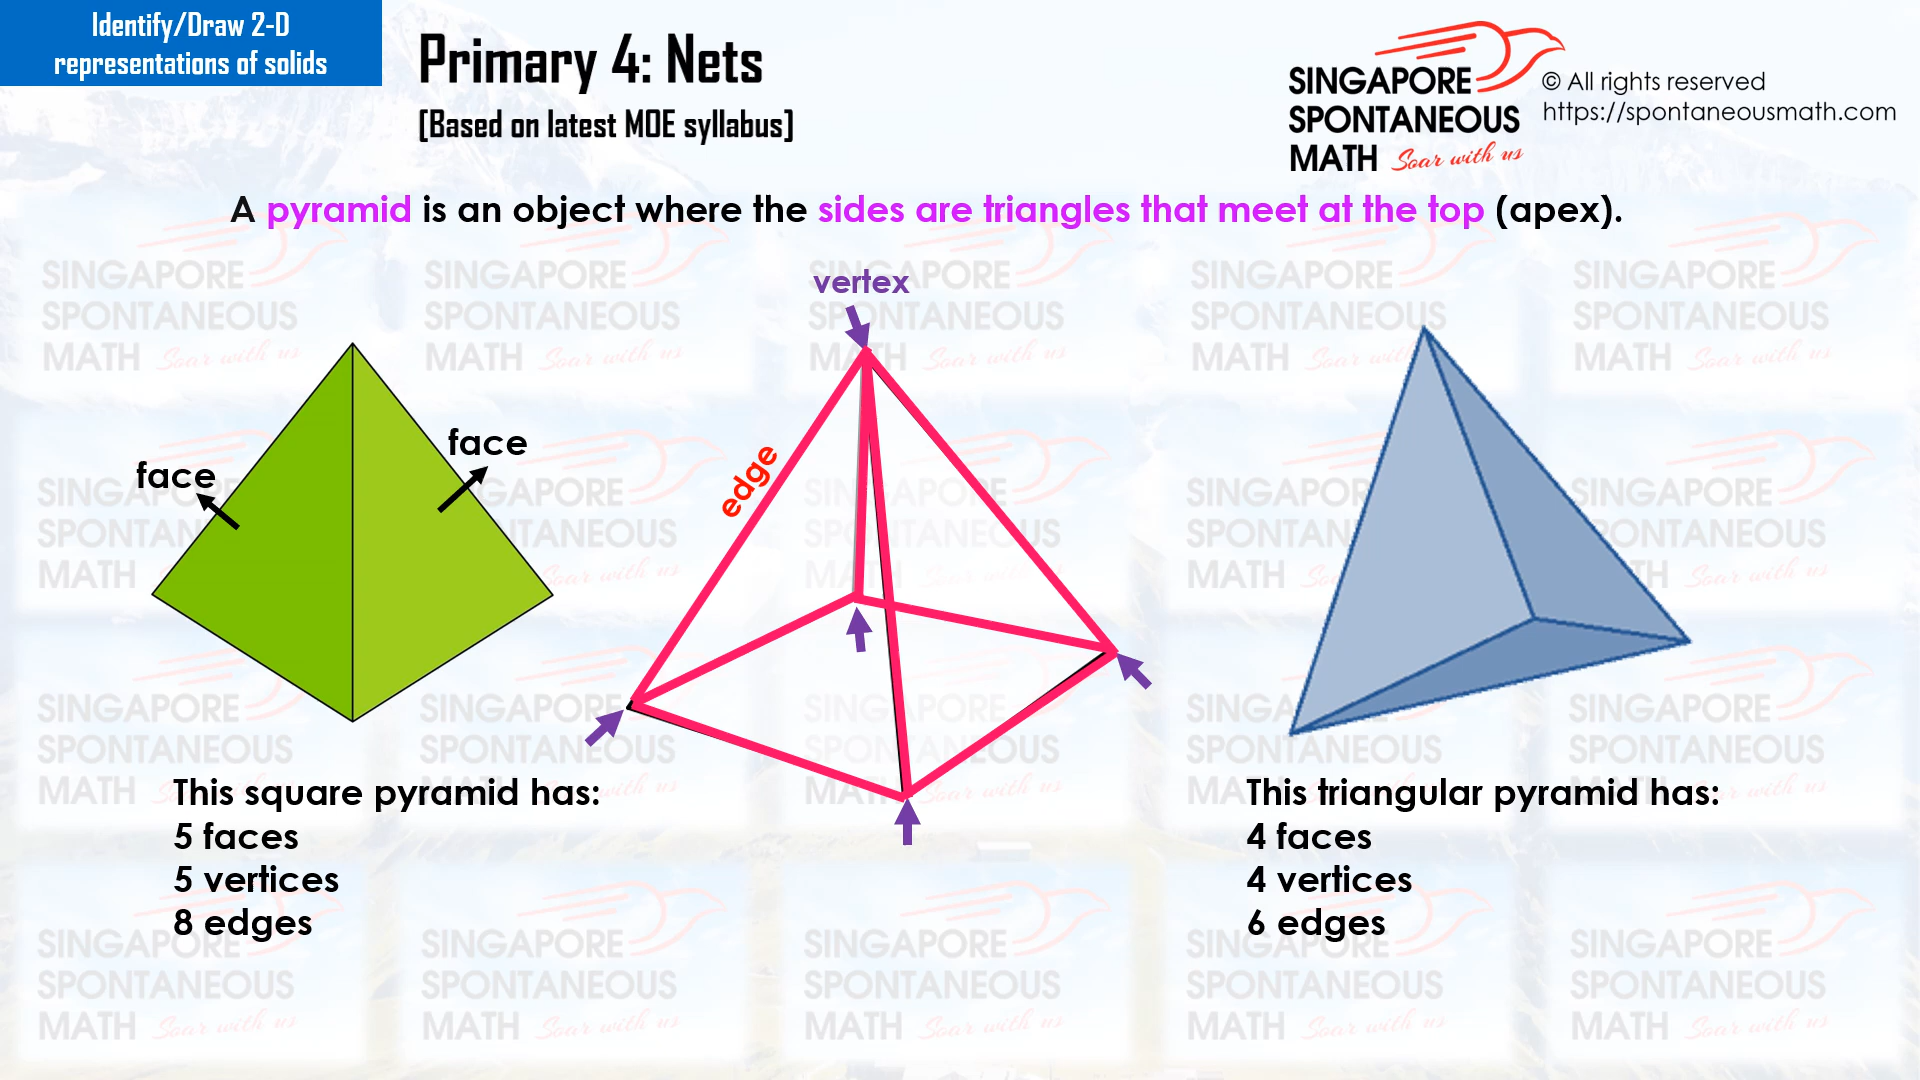 Identify/Draw 2-D
representations of solids
Primary 4: Nets
[Based on latest MOE syllabus]
SINGAPORE
SPONTANEOUS
MATH Soar with us
© All rights reserved
https://spontaneousmath.com
A pyramid is an object where the sides are triangles that meet at the top (apex).
vertex
face
face
edge
This square pyramid has:
5 faces
5 vertices
8 edges
This triangular pyramid has:
4 faces
4 vertices
6 edges